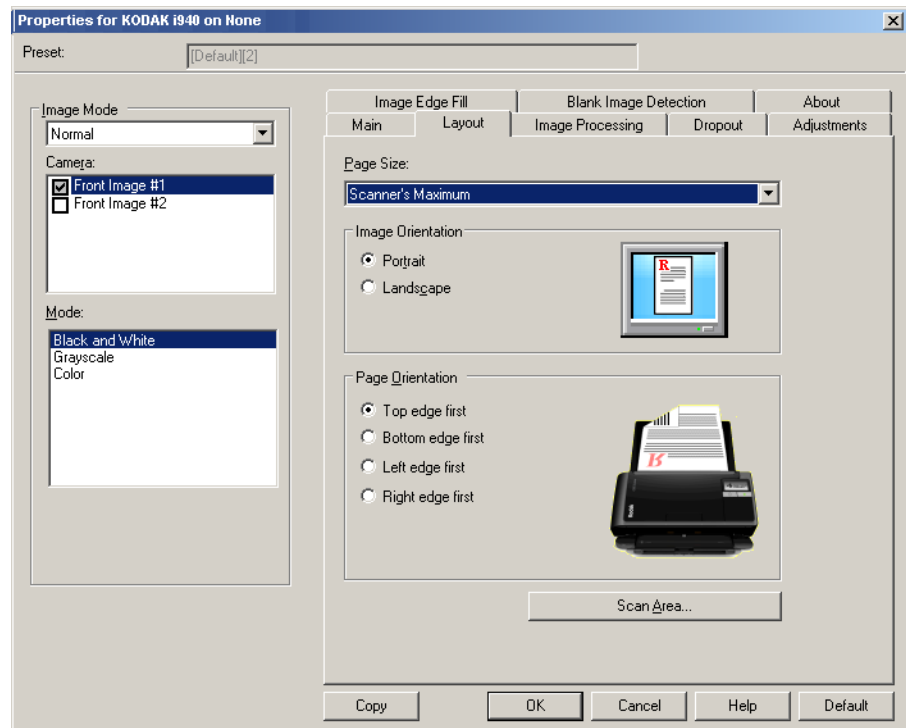 Properties for KODAK i940 on None
Preset:
[Default][2]
Image Mode
Normal
Camera:
Front Image #1
Front Image #2
Mode:
Black and White
Grayscale
Color
Image Edge Fill
Blank Image Detection
About
Main
Layout
Image Processing
Dropout
Adjustments
Page Size:
Scanner's Maximum
Image Orientation
Portrait
Landscape
R
Page Orientation
Top edge first
Bottom edge first
Left edge first
Right edge first
R
Kodak
Scan Area...
Copy
OK
Cancel
Help
Default